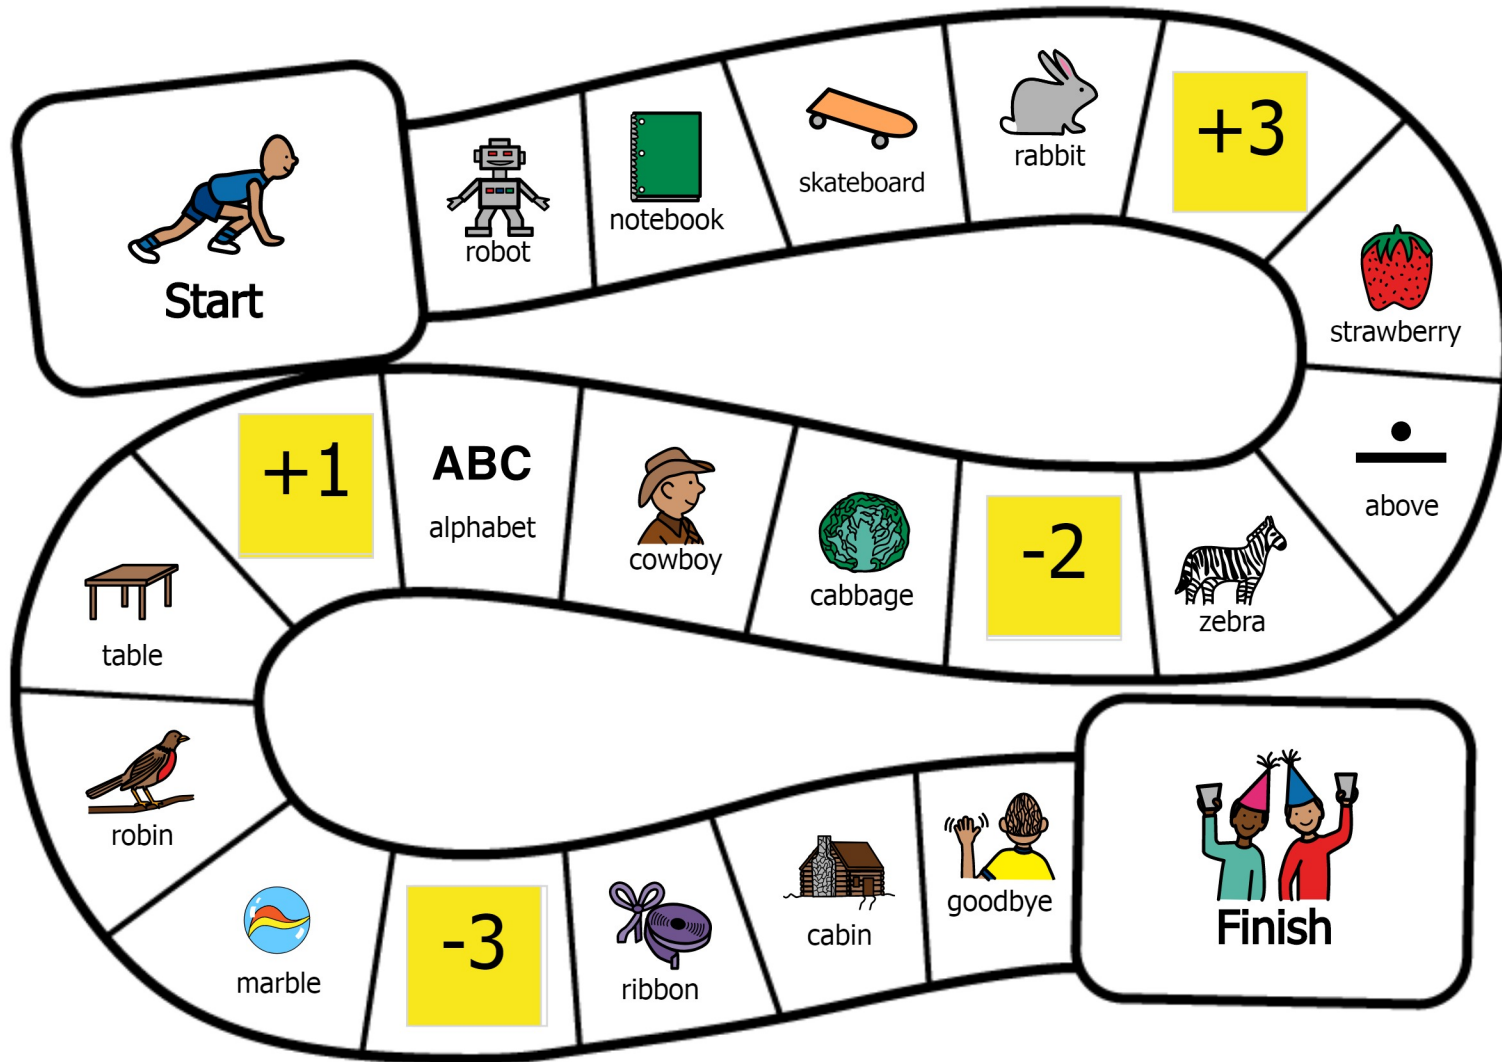 Start
robot
notebook
skateboard
rabbit
+3
strawberry
above
zebra
-2
cabbage
cowboy
ABC
alphabet
+1
table
robin
marble
-3
ribbon
cabin
goodbye
Finish